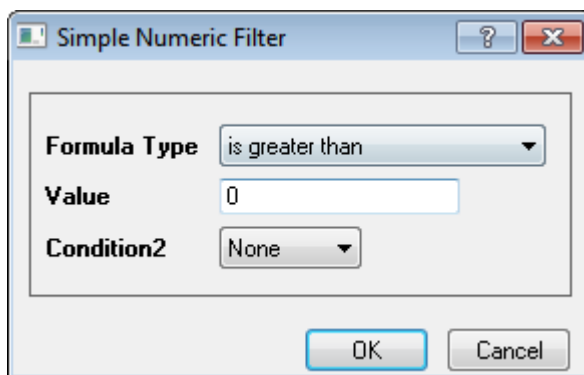 Simple Numeric Filter ?
Formula Type is greater than
Value 0
Condition2 None
OK Cancel